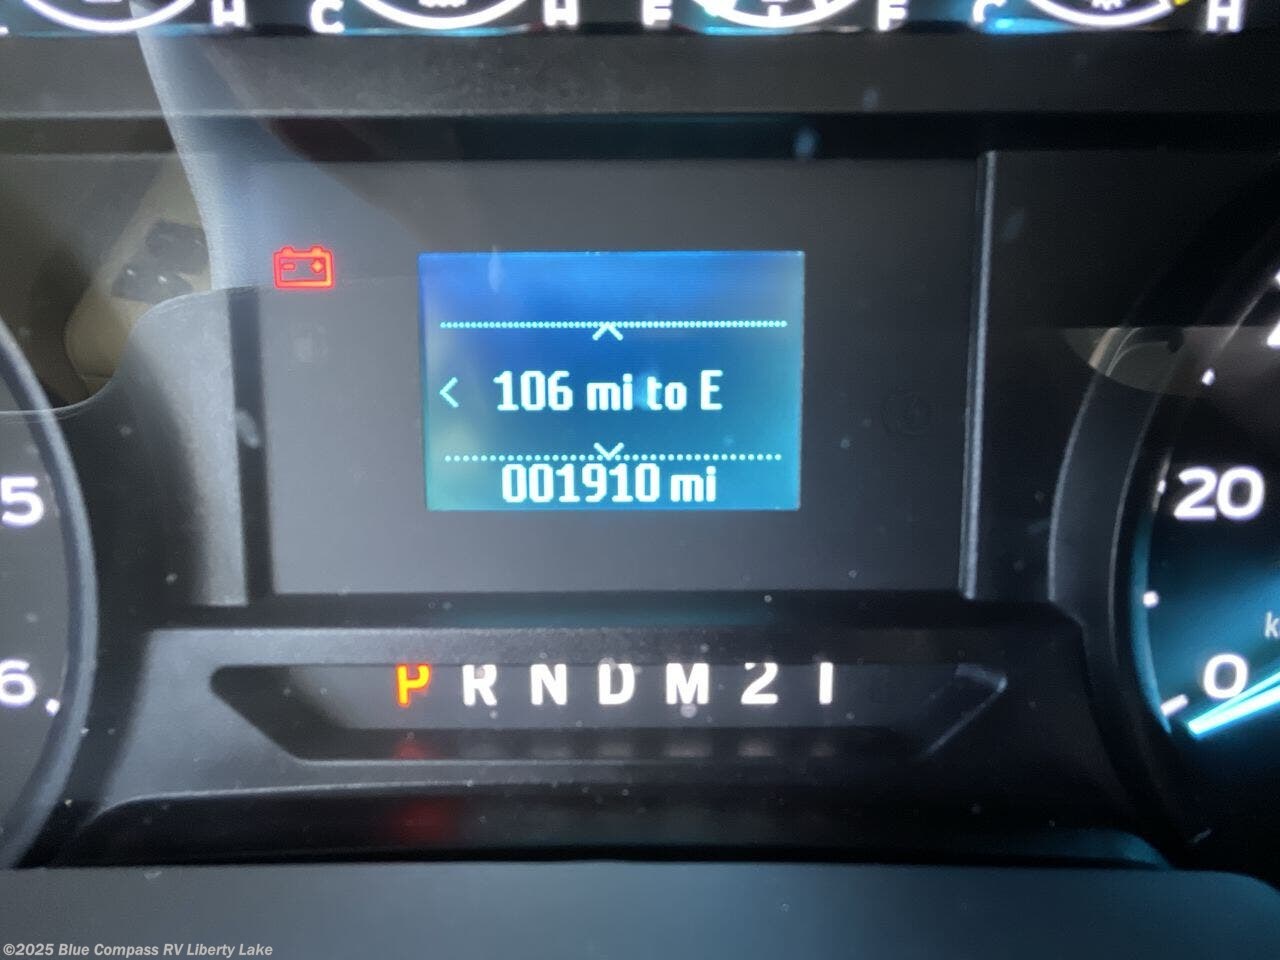 H C H E F C H
106 mi to E
001910 mi
5
6
20
0
P R N D M 2 1
©2025 Blue Compass RV Liberty Lake